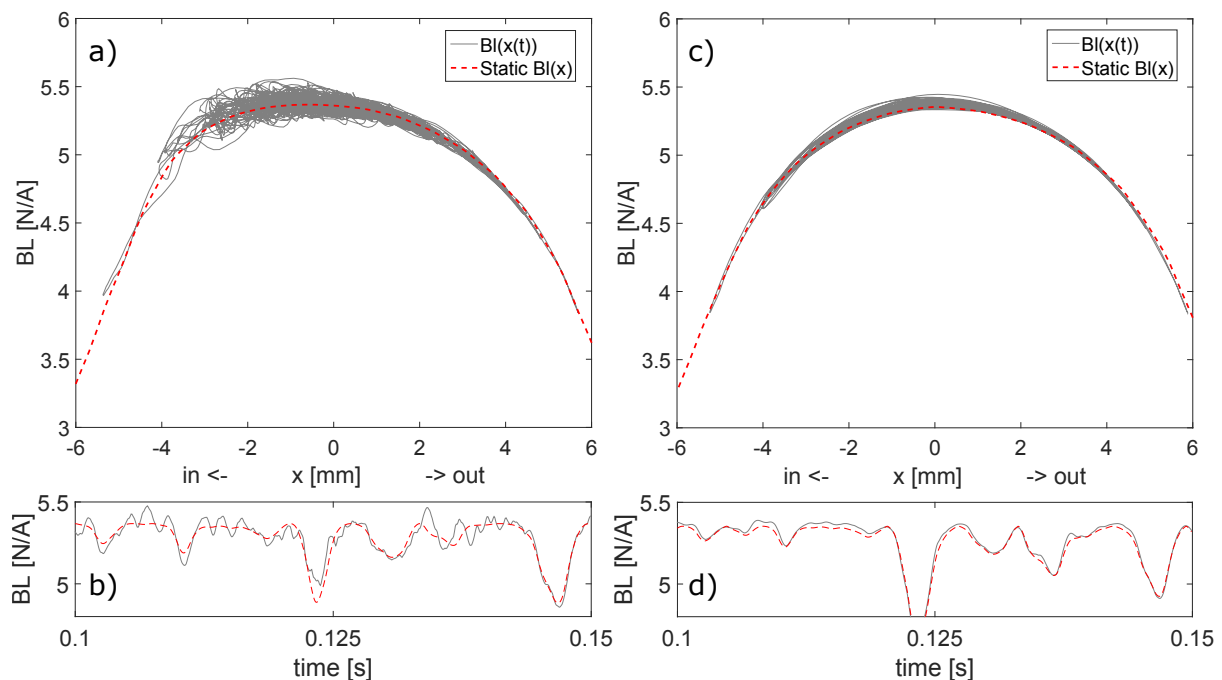 a)
Bl(x(t))
Static Bl(x)
6
5.5
5
4.5
4
3.5
3
BL [N/A]
-6 -4 -2 0 2 4 6
in <- x [mm] -> out
c)
Bl(x(t))
Static Bl(x)
6
5.5
5
4.5
4
3.5
3
BL [N/A]
-6 -4 -2 0 2 4 6
in <- x [mm] -> out
b)
5.5
5
BL [N/A]
0.1 0.125 0.15
time [s]
d)
5.5
5
BL [N/A]
0.1 0.125 0.15
time [s]